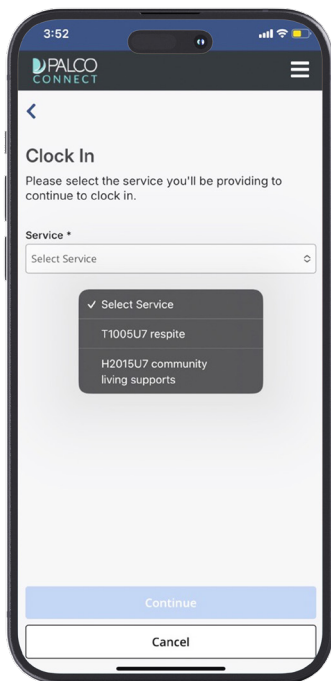 3:52
PALCO
CONNECT
Clock In
Please select the service you'll be providing to
continue to clock in.
Service *
Select Service
✓ Select Service
T1005U7 respite
H2015U7 community
living supports
Continue
Cancel